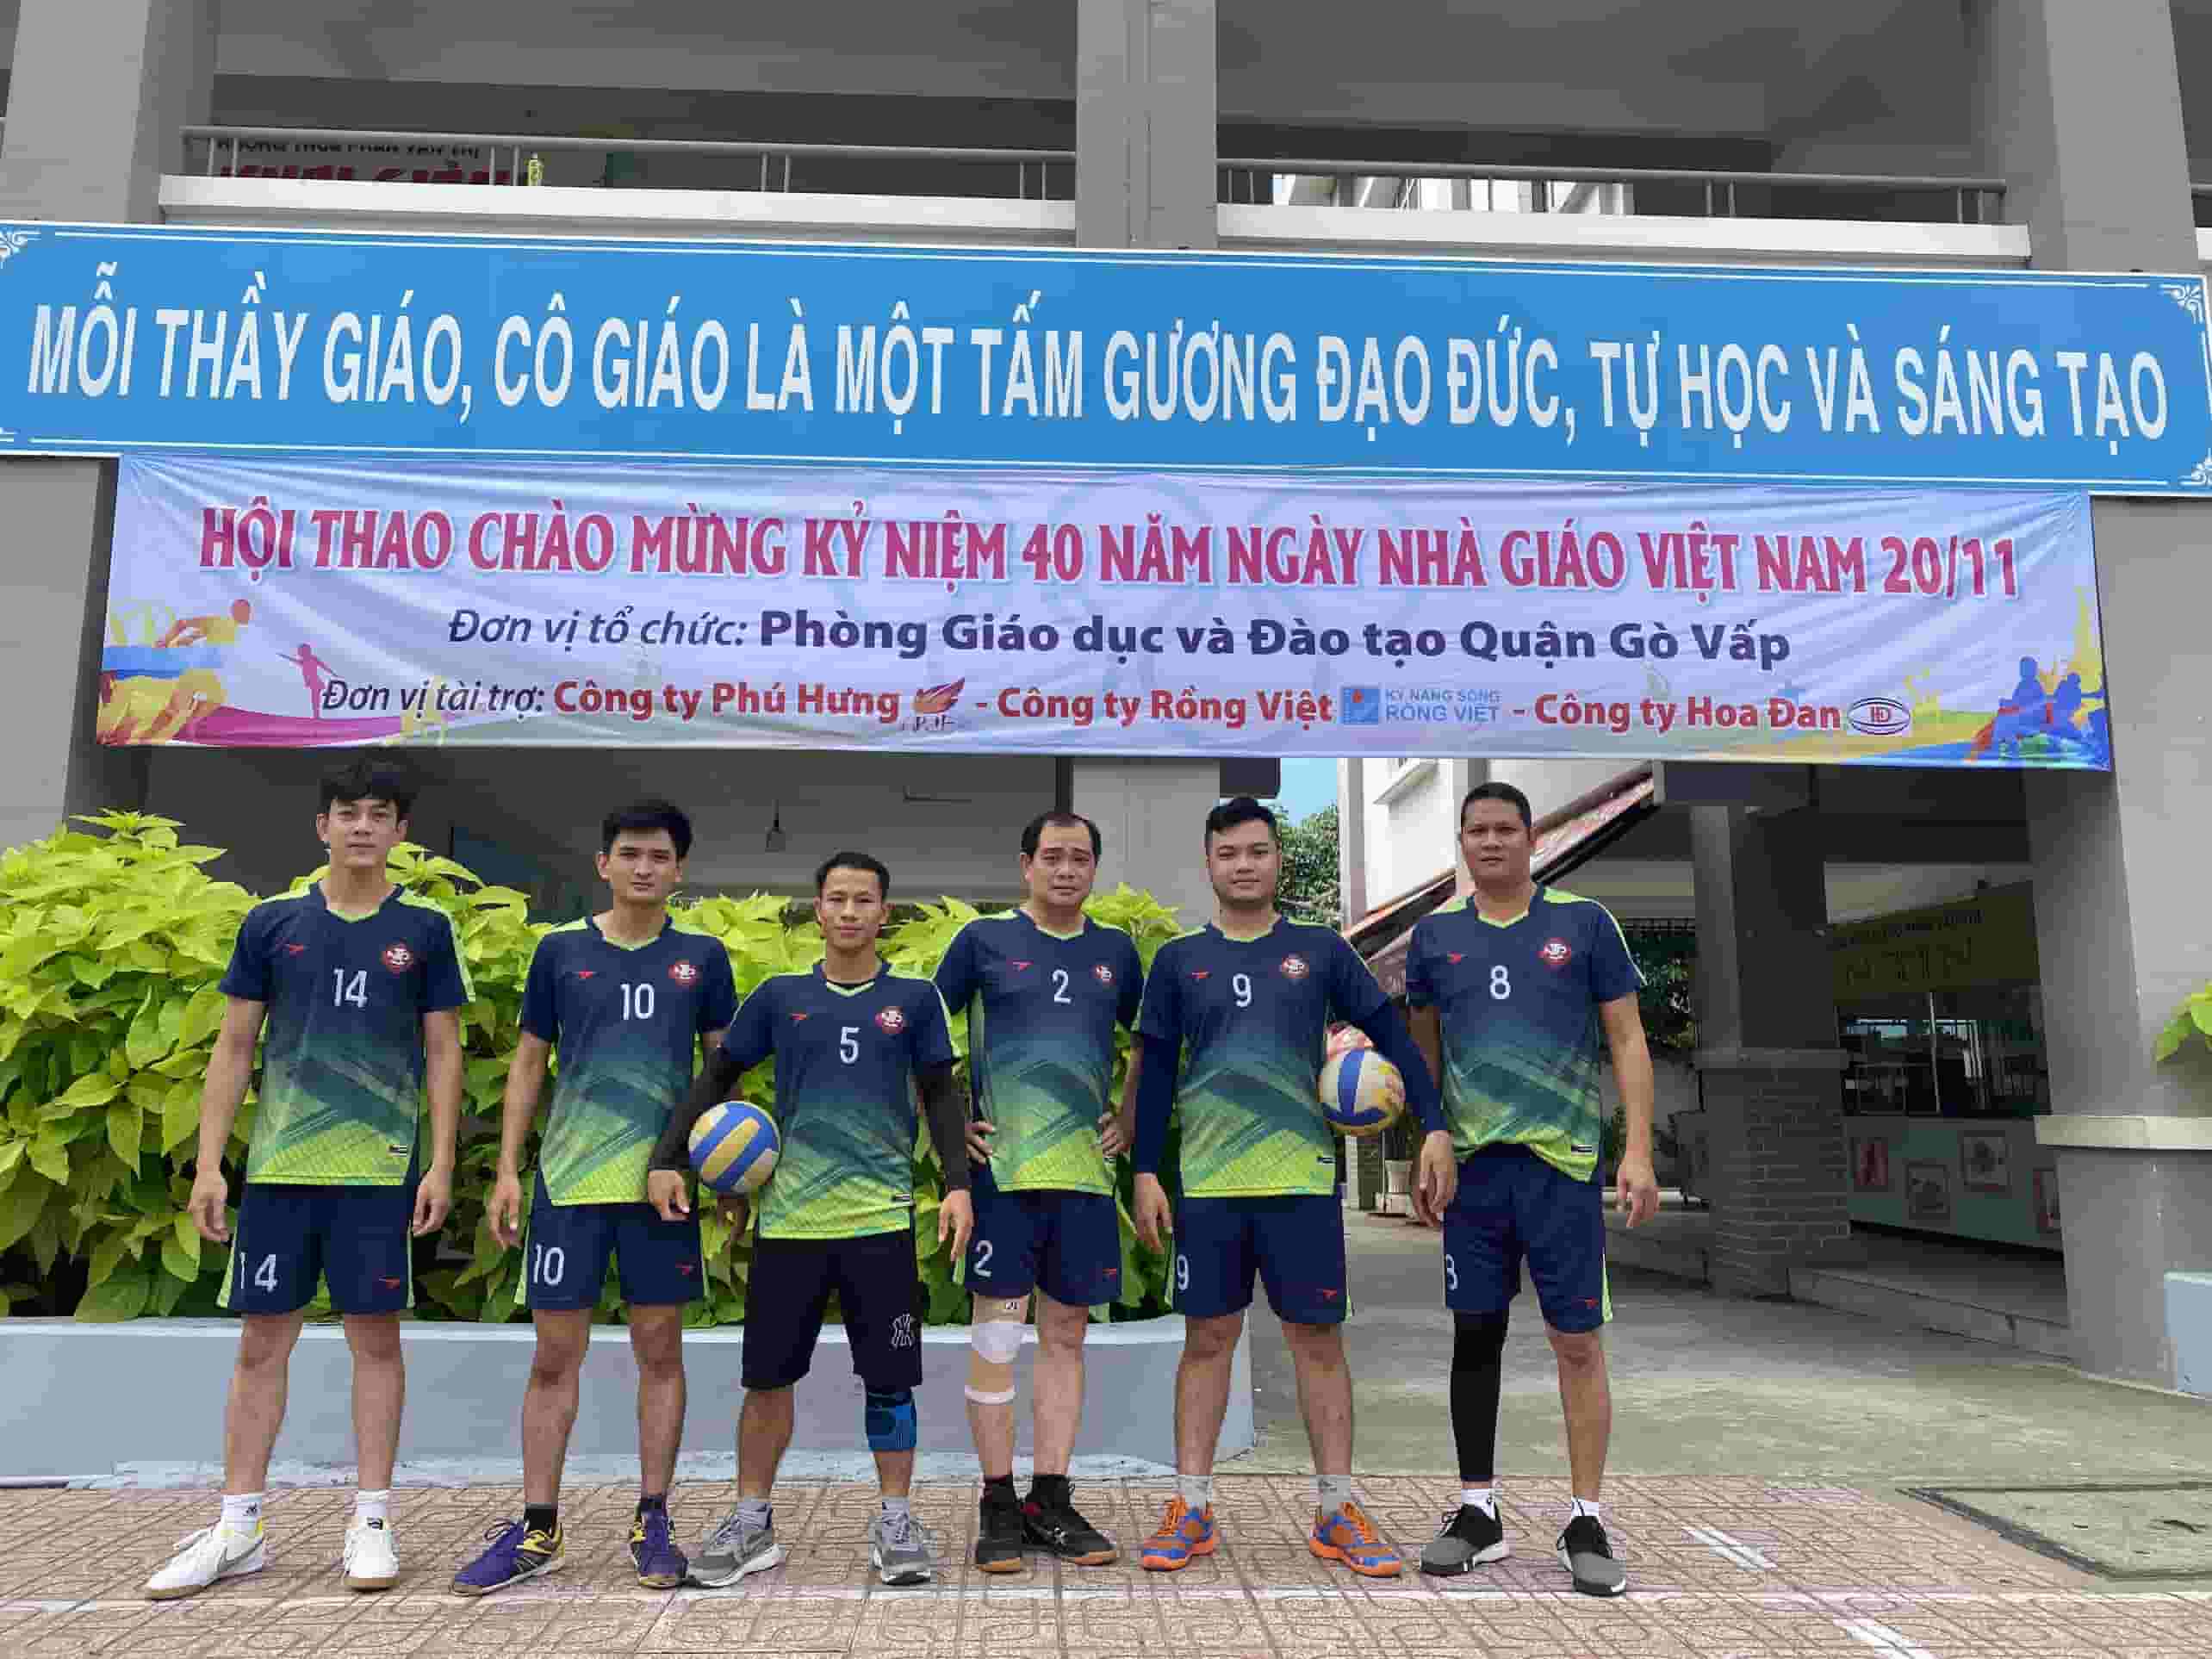 MỖI THẦY GIÁO, CÔ GIÁO LÀ MỘT TẤM GƯƠNG ĐẠO ĐỨC, TỰ HỌC VÀ SÁNG TẠO
HỘI THAO CHÀO MỪNG KỶ NIỆM 40 NĂM NGÀY NHÀ GIÁO VIỆT NAM 20/11
Đơn vị tổ chức: Phòng Giáo dục và Đào tạo Quận Gò Vấp
Đơn vị tài trợ: Công ty Phú Hưng - Công ty Rồng Việt KỸ NĂNG SỐNG RỒNG VIỆT - Công ty Hoa Đan HĐ
14
10
5
2
9
8
14
10
2
9
8